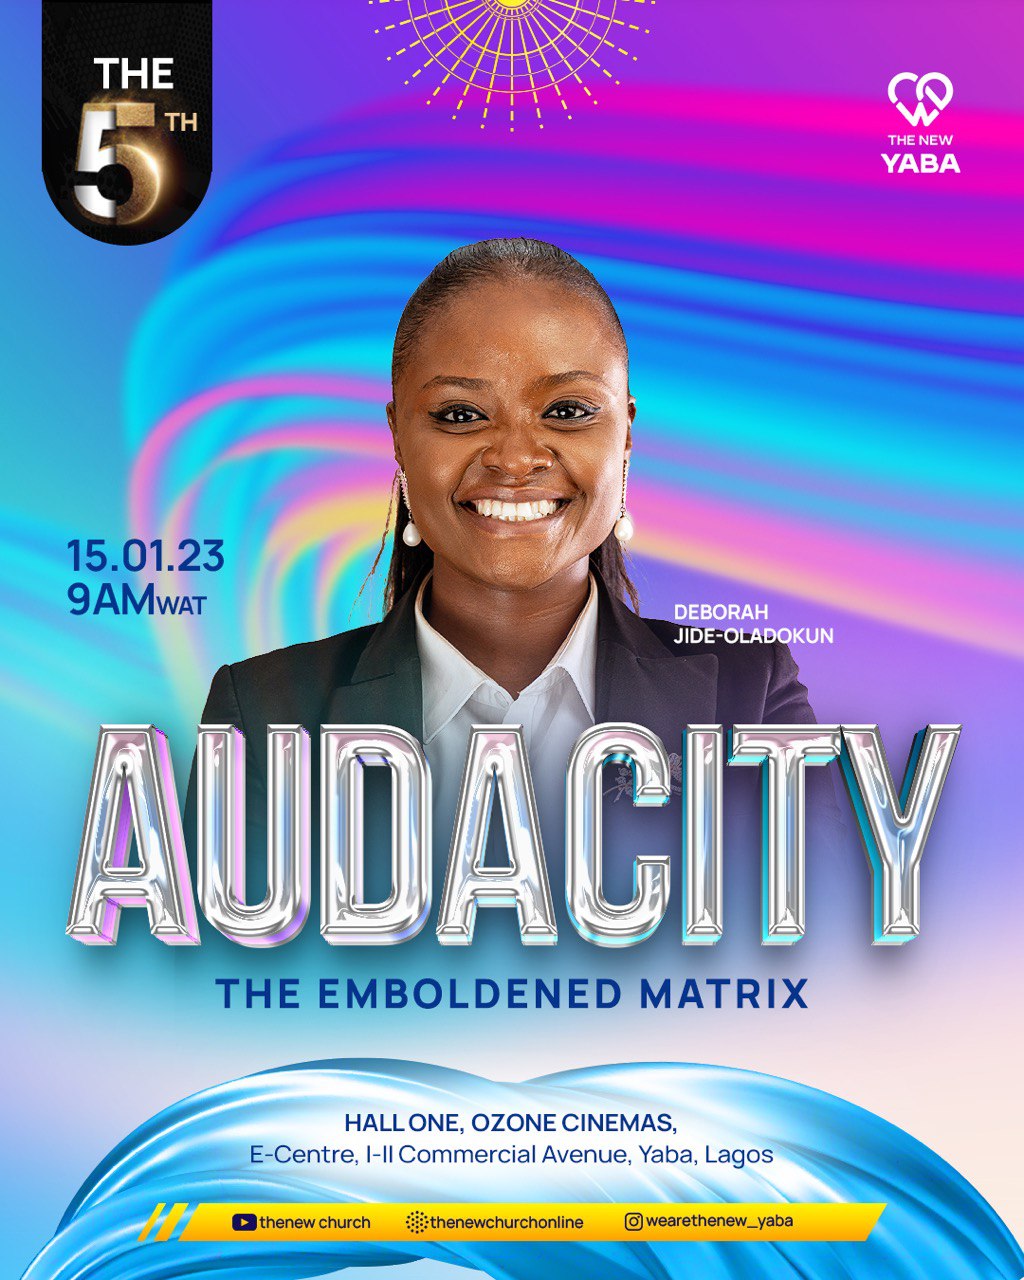 THE
5TH
THE NEW
YABA
15.01.23
9AMWAT
DEBORAH
JIDE-OLADOKUN
AUDACITY
THE EMBOLDENED MATRIX
HALL ONE, OZONE CINEMAS,
E-Centre, I-II Commercial Avenue, Yaba, Lagos
thenew church thenewchurchonline wearethenew_yaba